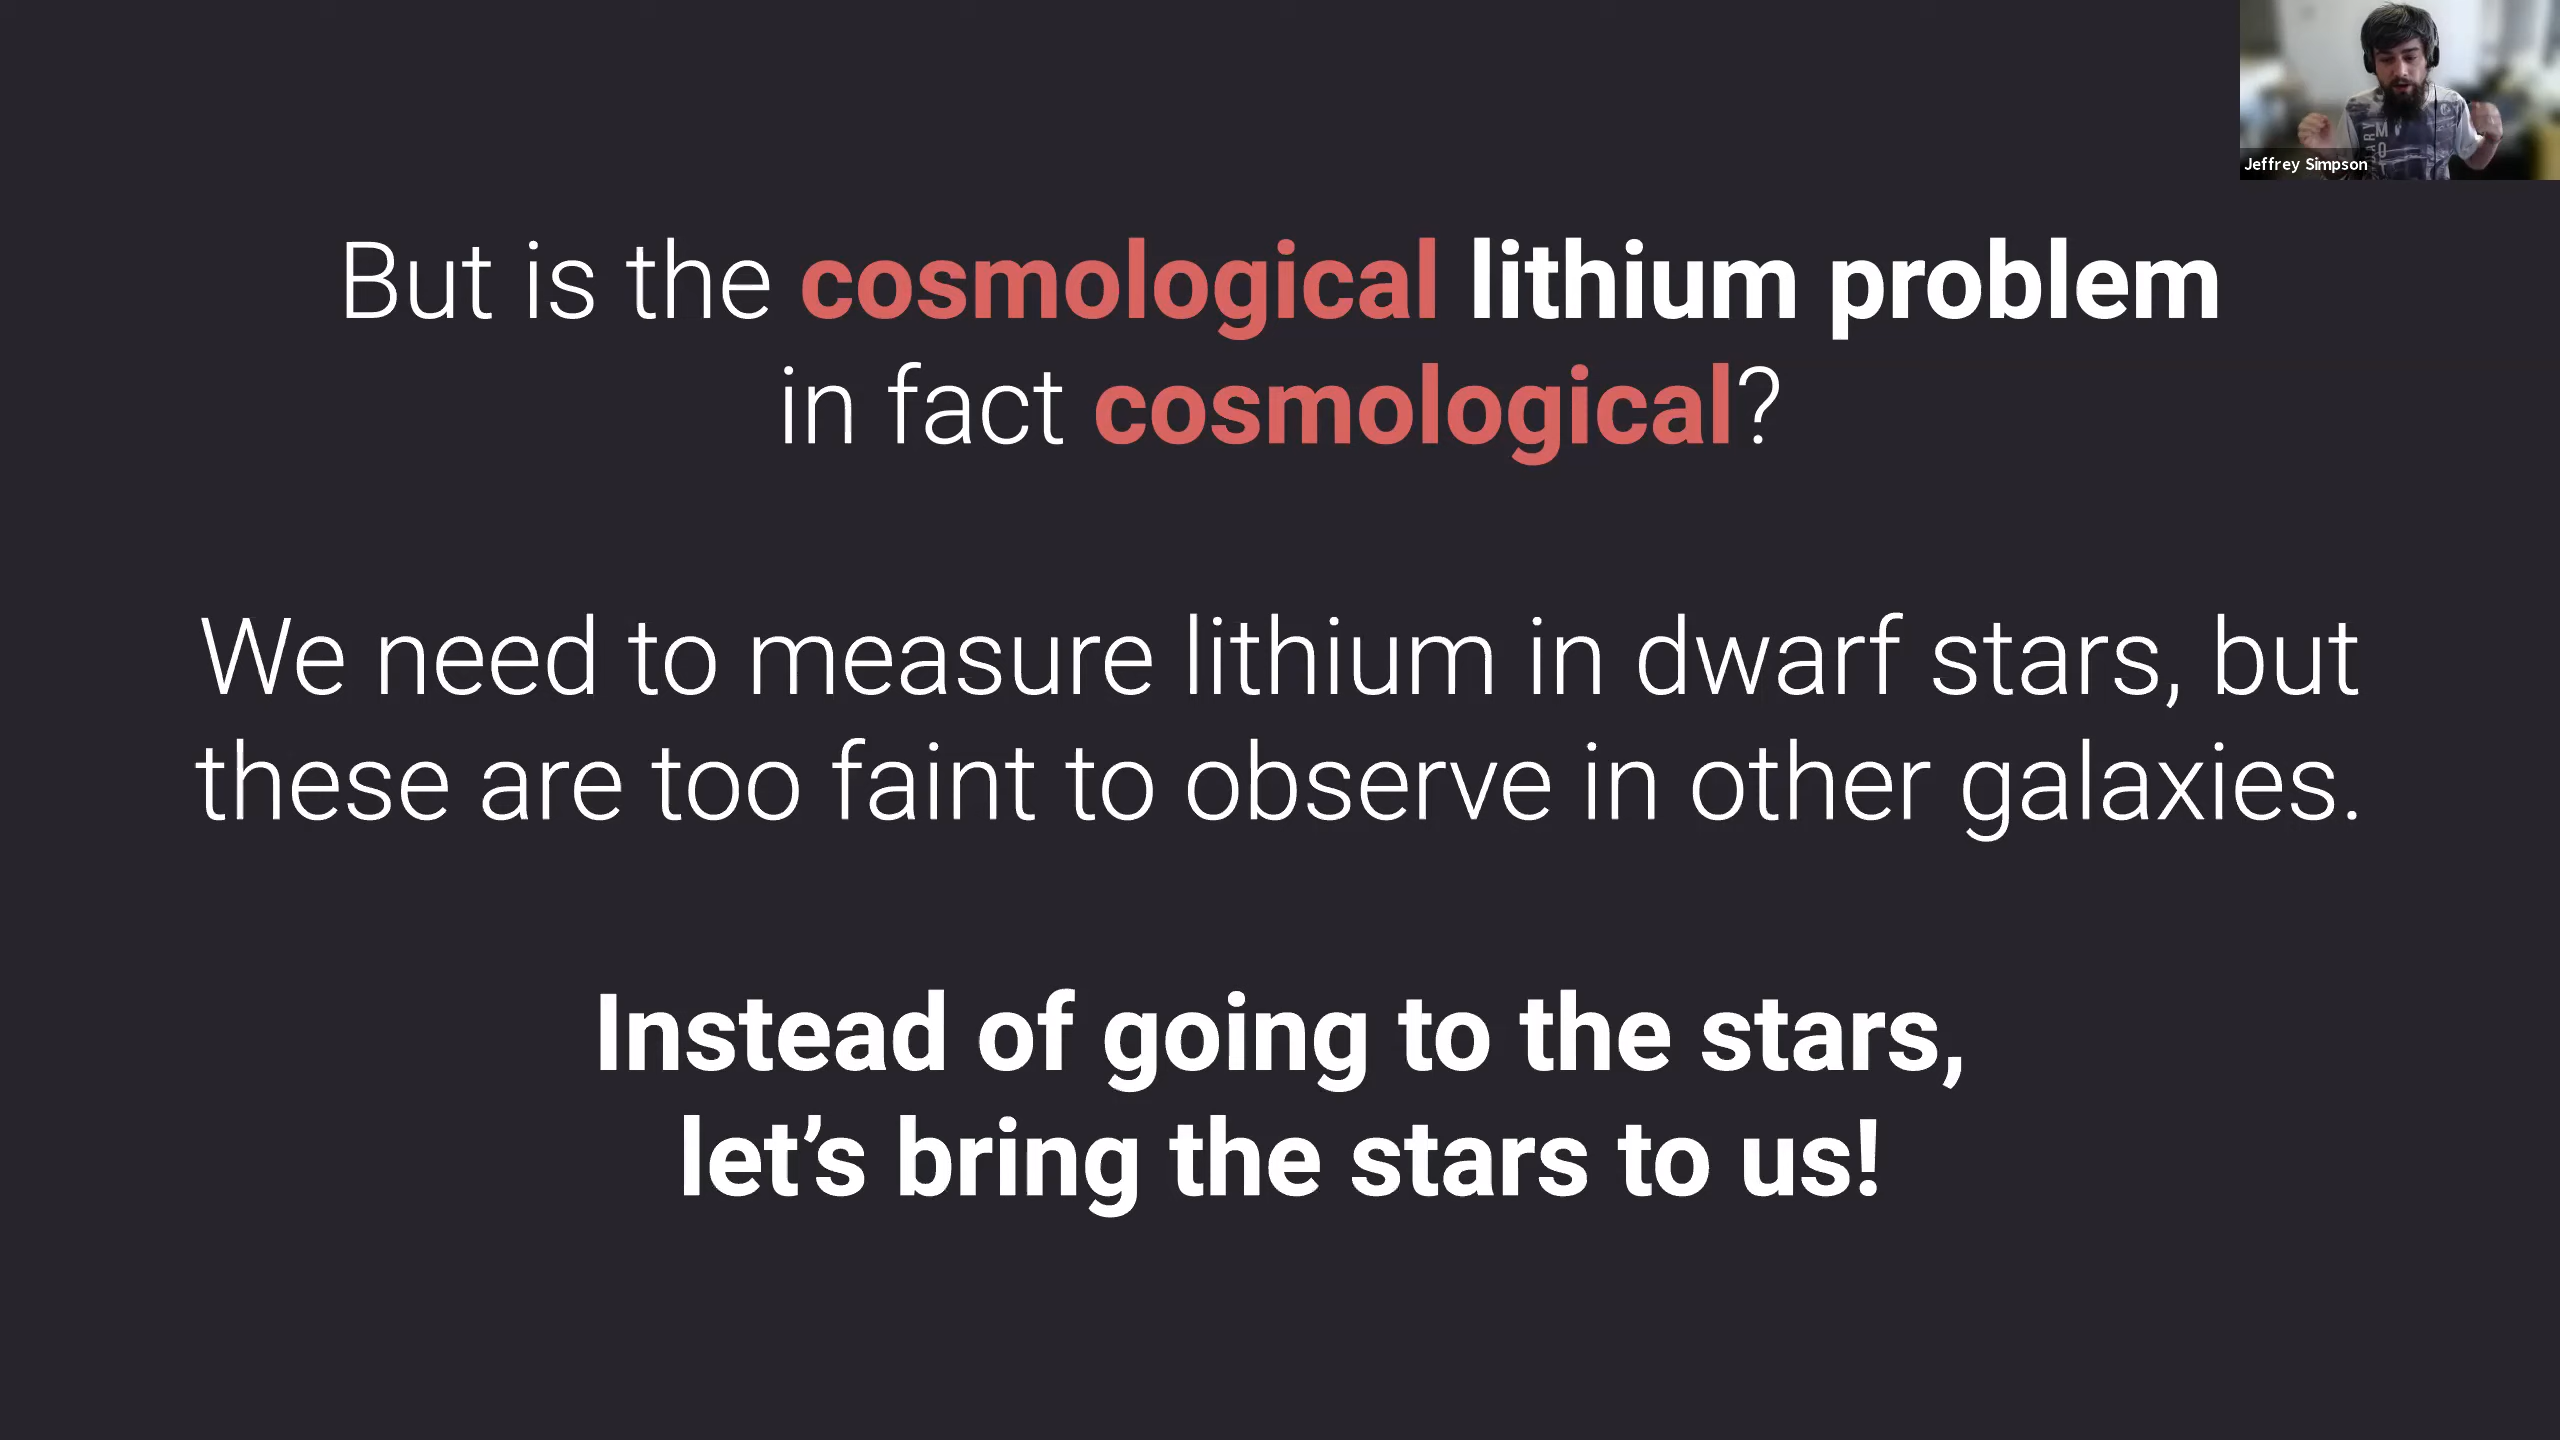 Jeffrey Simpson
But is the cosmological lithium problem
in fact cosmological?
We need to measure lithium in dwarf stars, but
these are too faint to observe in other galaxies.
Instead of going to the stars,
let’s bring the stars to us!